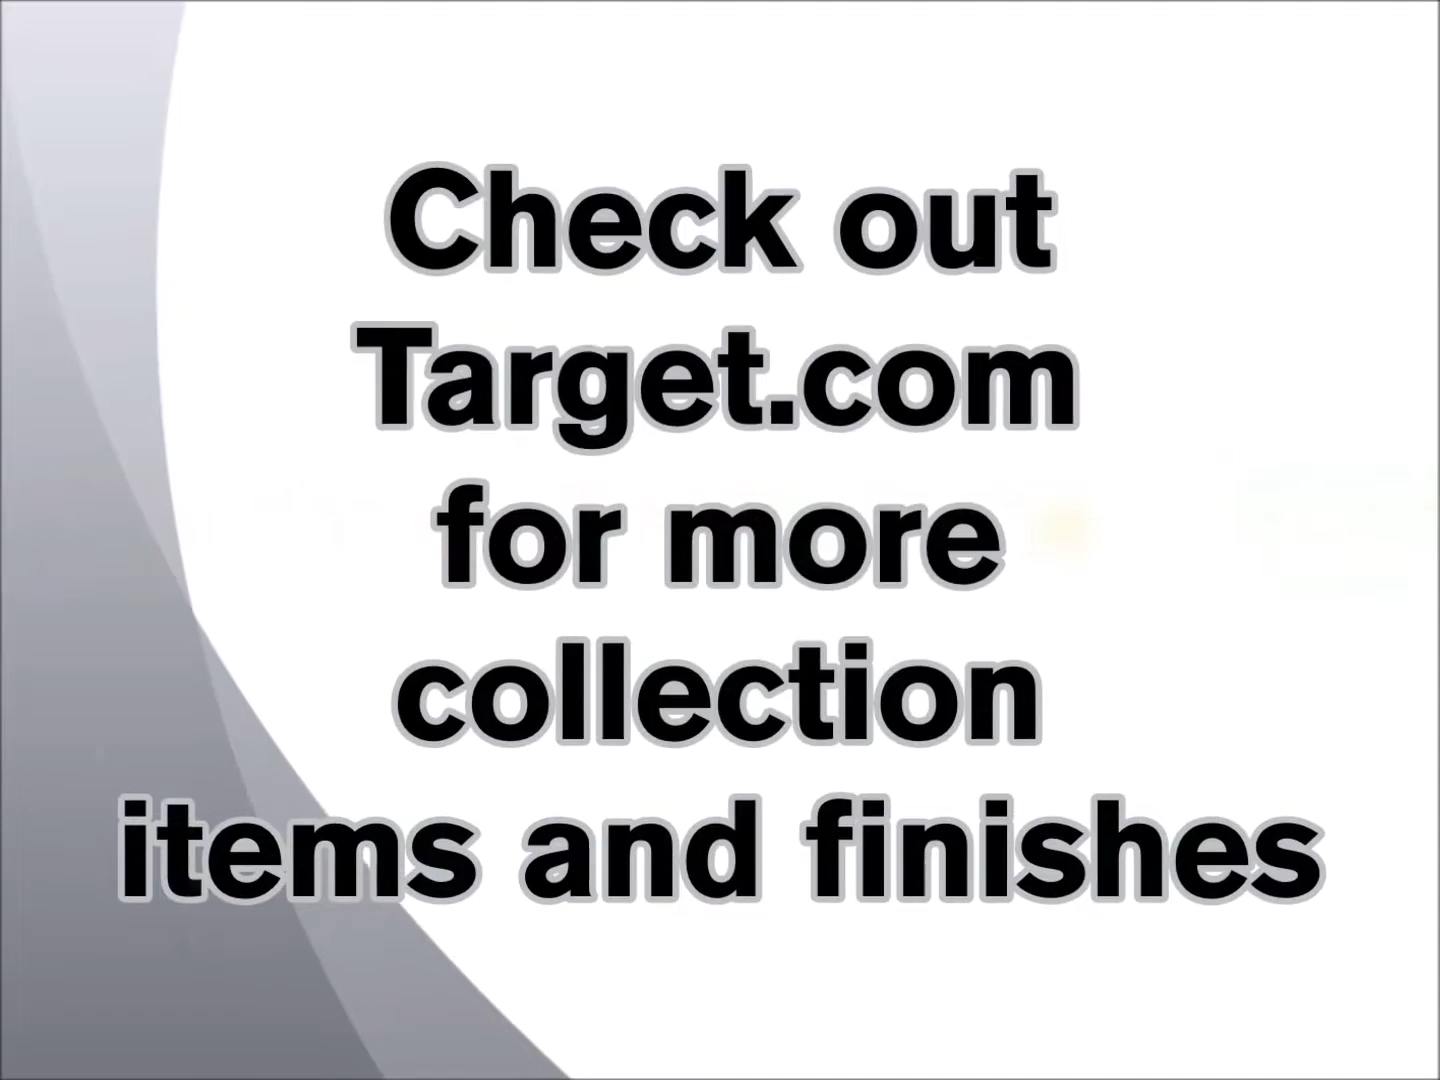 Check out
Target.com
for more
collection
items and finishes